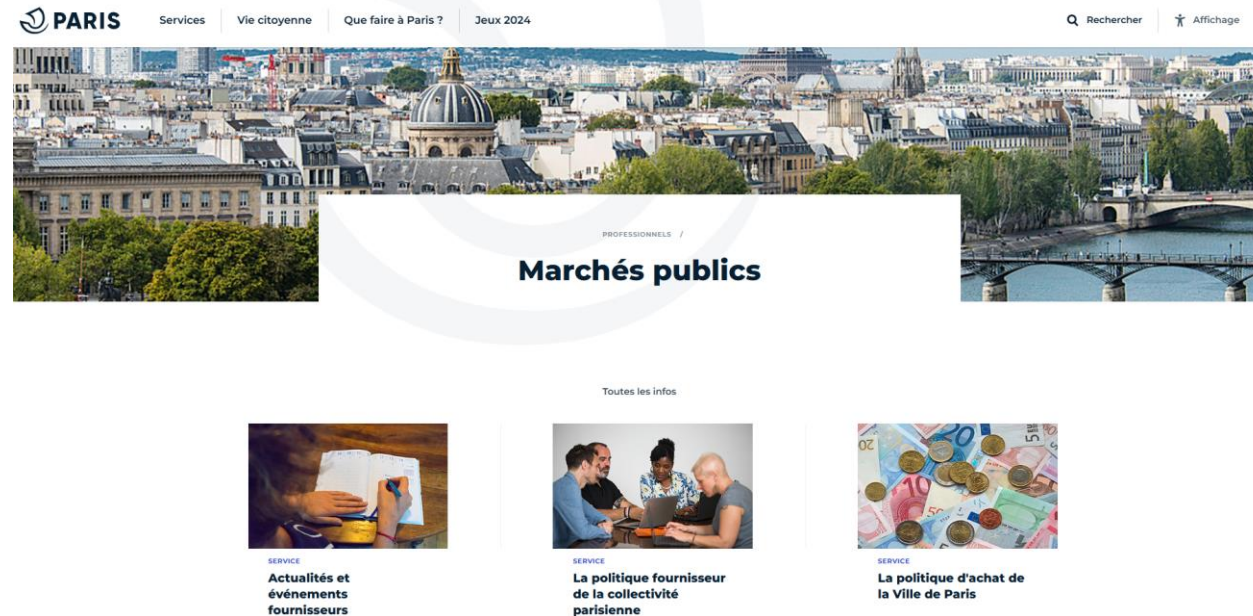 PARIS
Services
Vie citoyenne
Que faire à Paris ?
Jeux 2024
Rechercher
Affichage
PROFESSIONNELS /
Marchés publics
Toutes les infos
SERVICE
Actualités et
événements
fournisseurs
SERVICE
La politique fournisseur
de la collectivité
parisienne
SERVICE
La politique d'achat de
la Ville de Paris